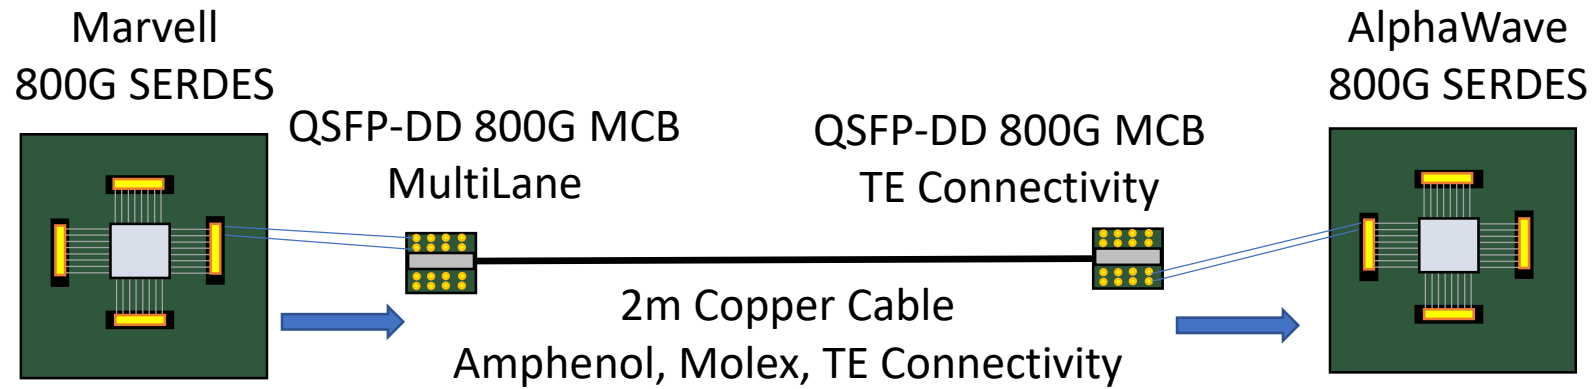 Marvell
800G SERDES
QSFP-DD 800G MCB
MultiLane
QSFP-DD 800G MCB
TE Connectivity
AlphaWave
800G SERDES
2m Copper Cable
Amphenol, Molex, TE Connectivity